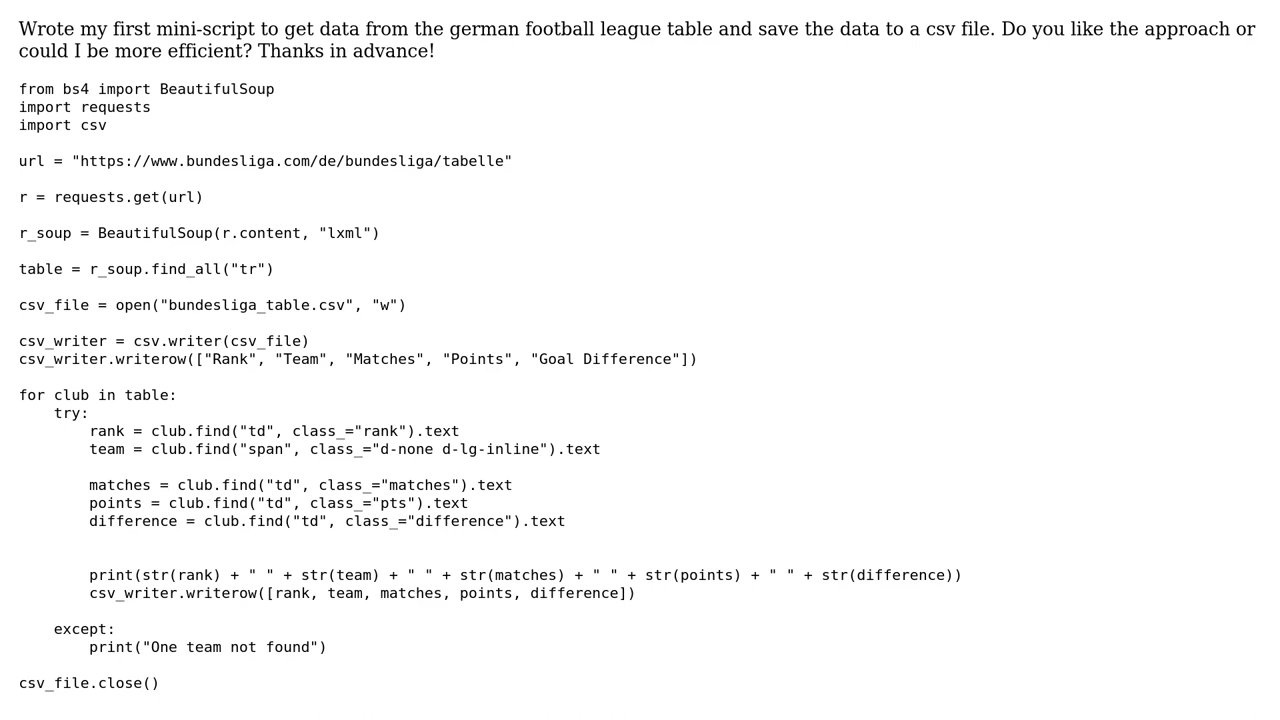 Wrote my first mini-script to get data from the german football league table and save the data to a csv file. Do you like the approach or
could I be more efficient? Thanks in advance!
from bs4 import BeautifulSoup
import requests
import csv
url = "https://www.bundesliga.com/de/bundesliga/tabelle"
r = requests.get(url)
r_soup = BeautifulSoup(r.content, "lxml")
table = r_soup.find_all("tr")
csv_file = open("bundesliga_table.csv", "w")
csv_writer = csv.writer(csv_file)
csv_writer.writerow(["Rank", "Team", "Matches", "Points", "Goal Difference"])
for club in table:
    try:
        rank = club.find("td", class_="rank").text
        team = club.find("span", class_="d-none d-lg-inline").text
        matches = club.find("td", class_="matches").text
        points = club.find("td", class_="pts").text
        difference = club.find("td", class_="difference").text
        print(str(rank) + " " + str(team) + " " + str(matches) + " " + str(points) + " " + str(difference))
        csv_writer.writerow([rank, team, matches, points, difference])
    except:
        print("One team not found")
csv_file.close()